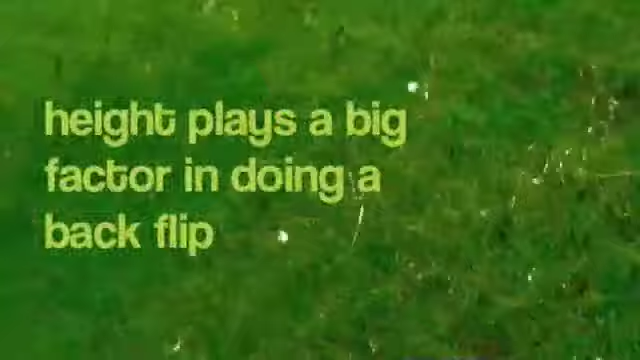 height plays a big
factor in doing a
back flip